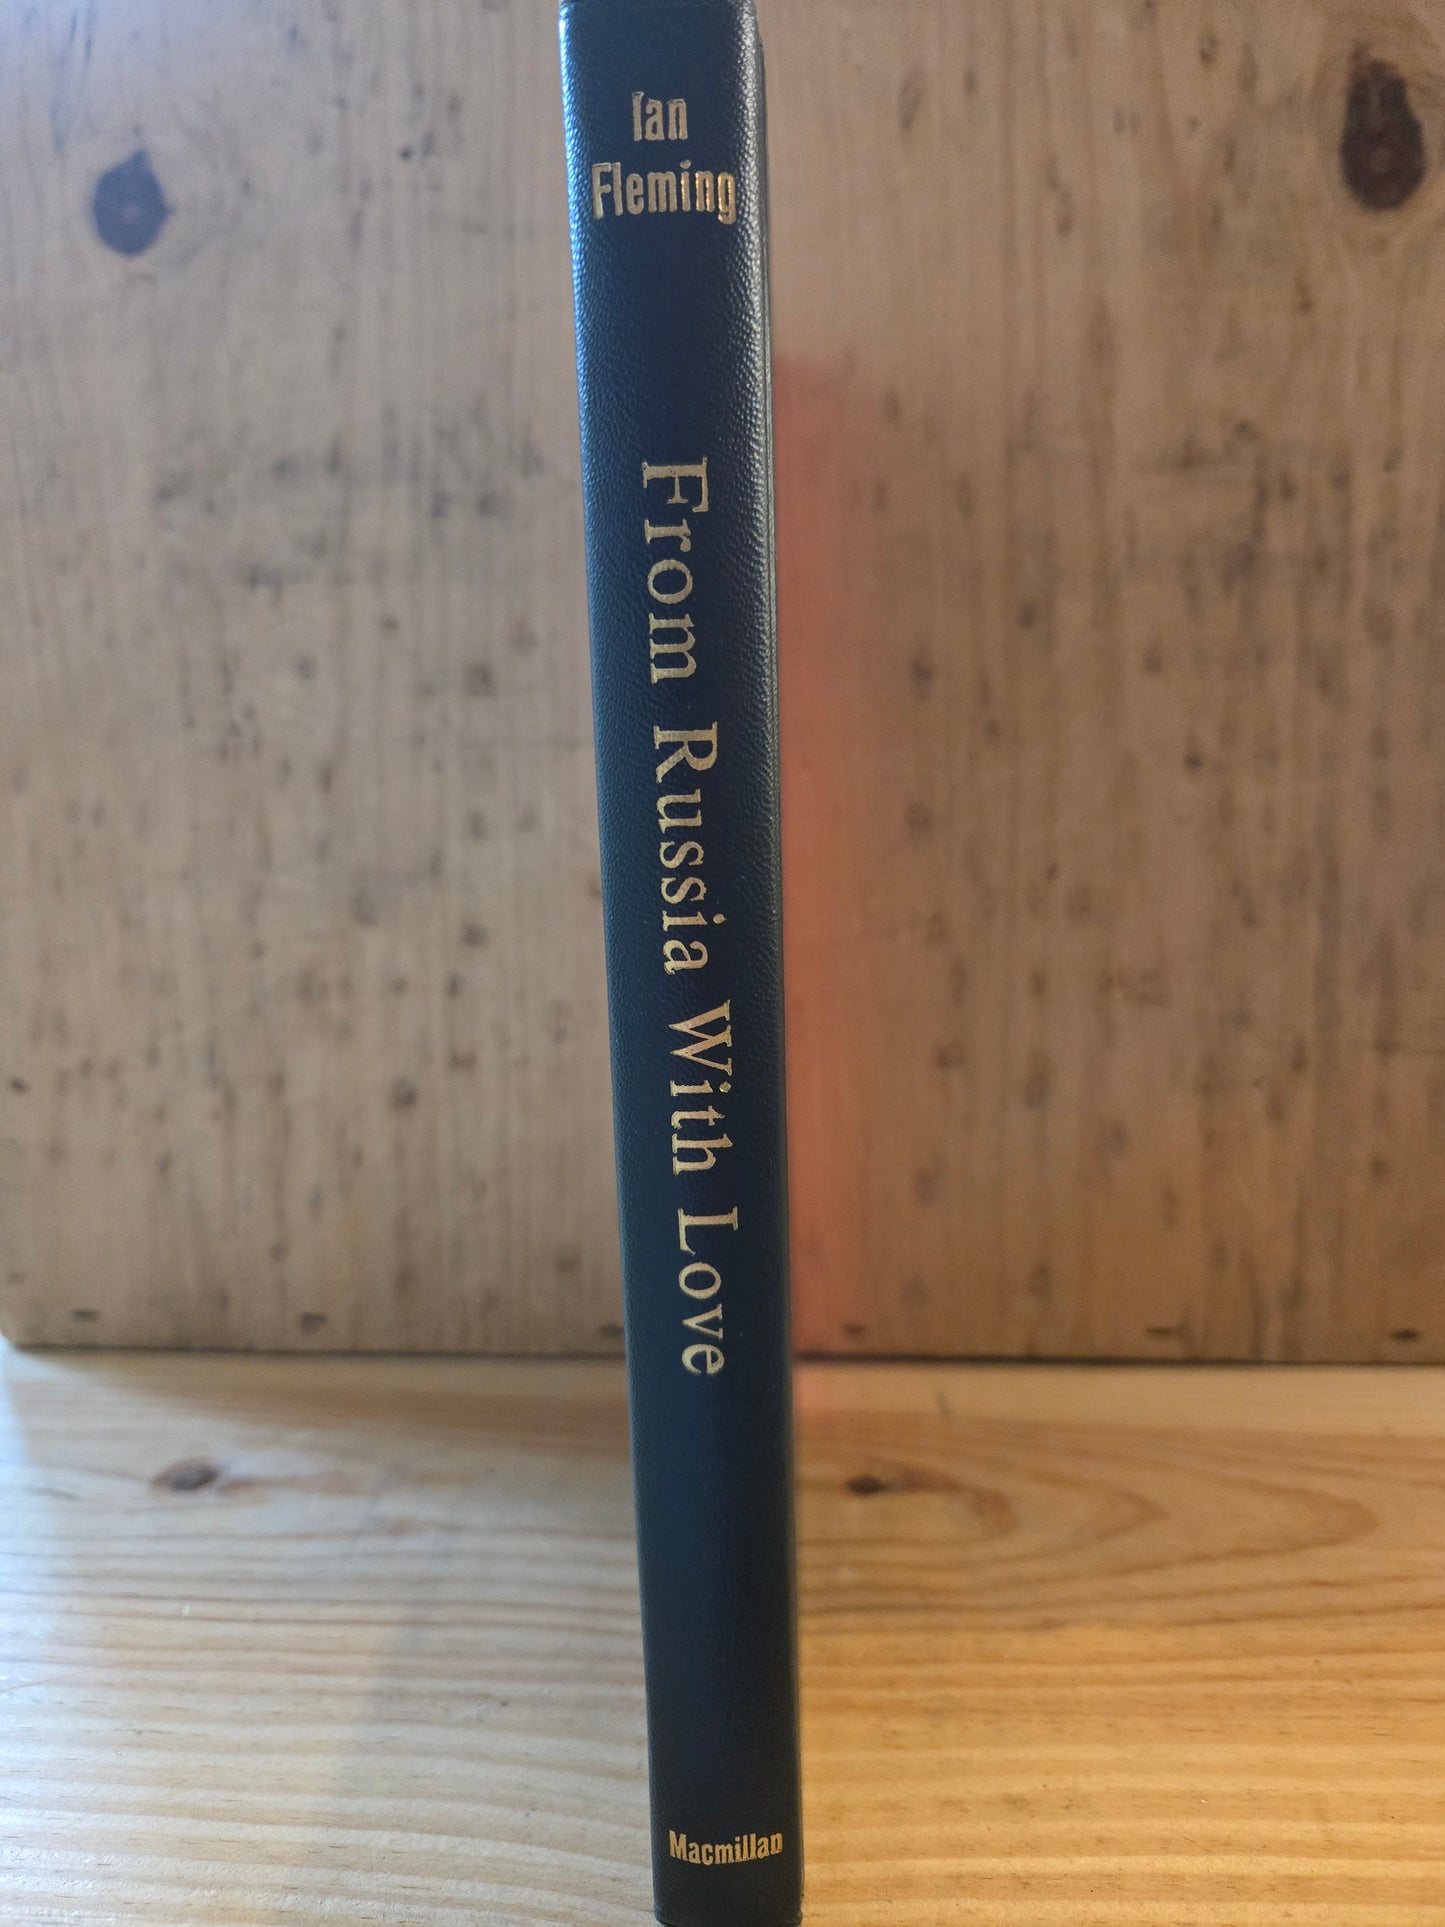 Ian
Fleming
From Russia With Love
Macmillan